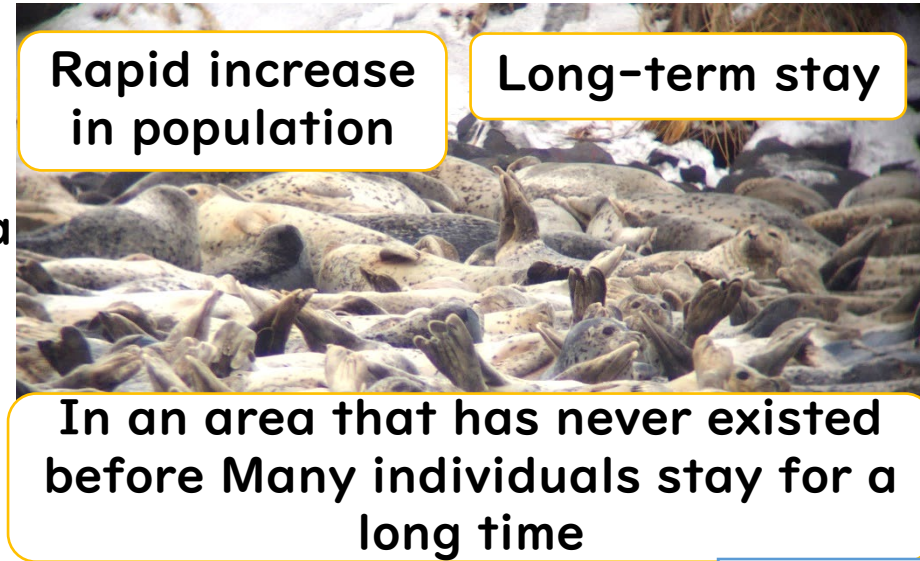 Rapid increase
in population
Long-term stay
a
In an area that has never existed
before Many individuals stay for a
long time